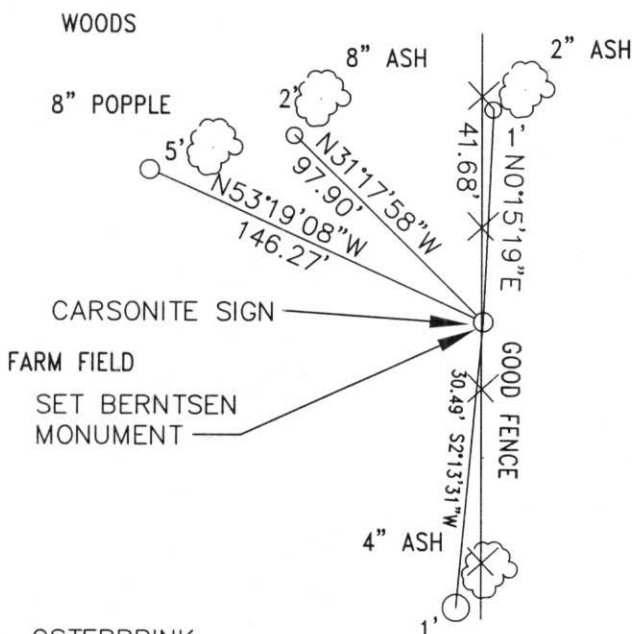 WOODS
8" ASH
2" ASH
8" POPPLE
2'
5'
1'
N31°17'58"W
97.90'
N53°19'08"W
146.27'
41.68'
N0°15'19"E
CARSONITE SIGN
FARM FIELD
SET BERNTSEN
MONUMENT
GOOD FENCE
30.49' S2°13'31"W
4" ASH
1'